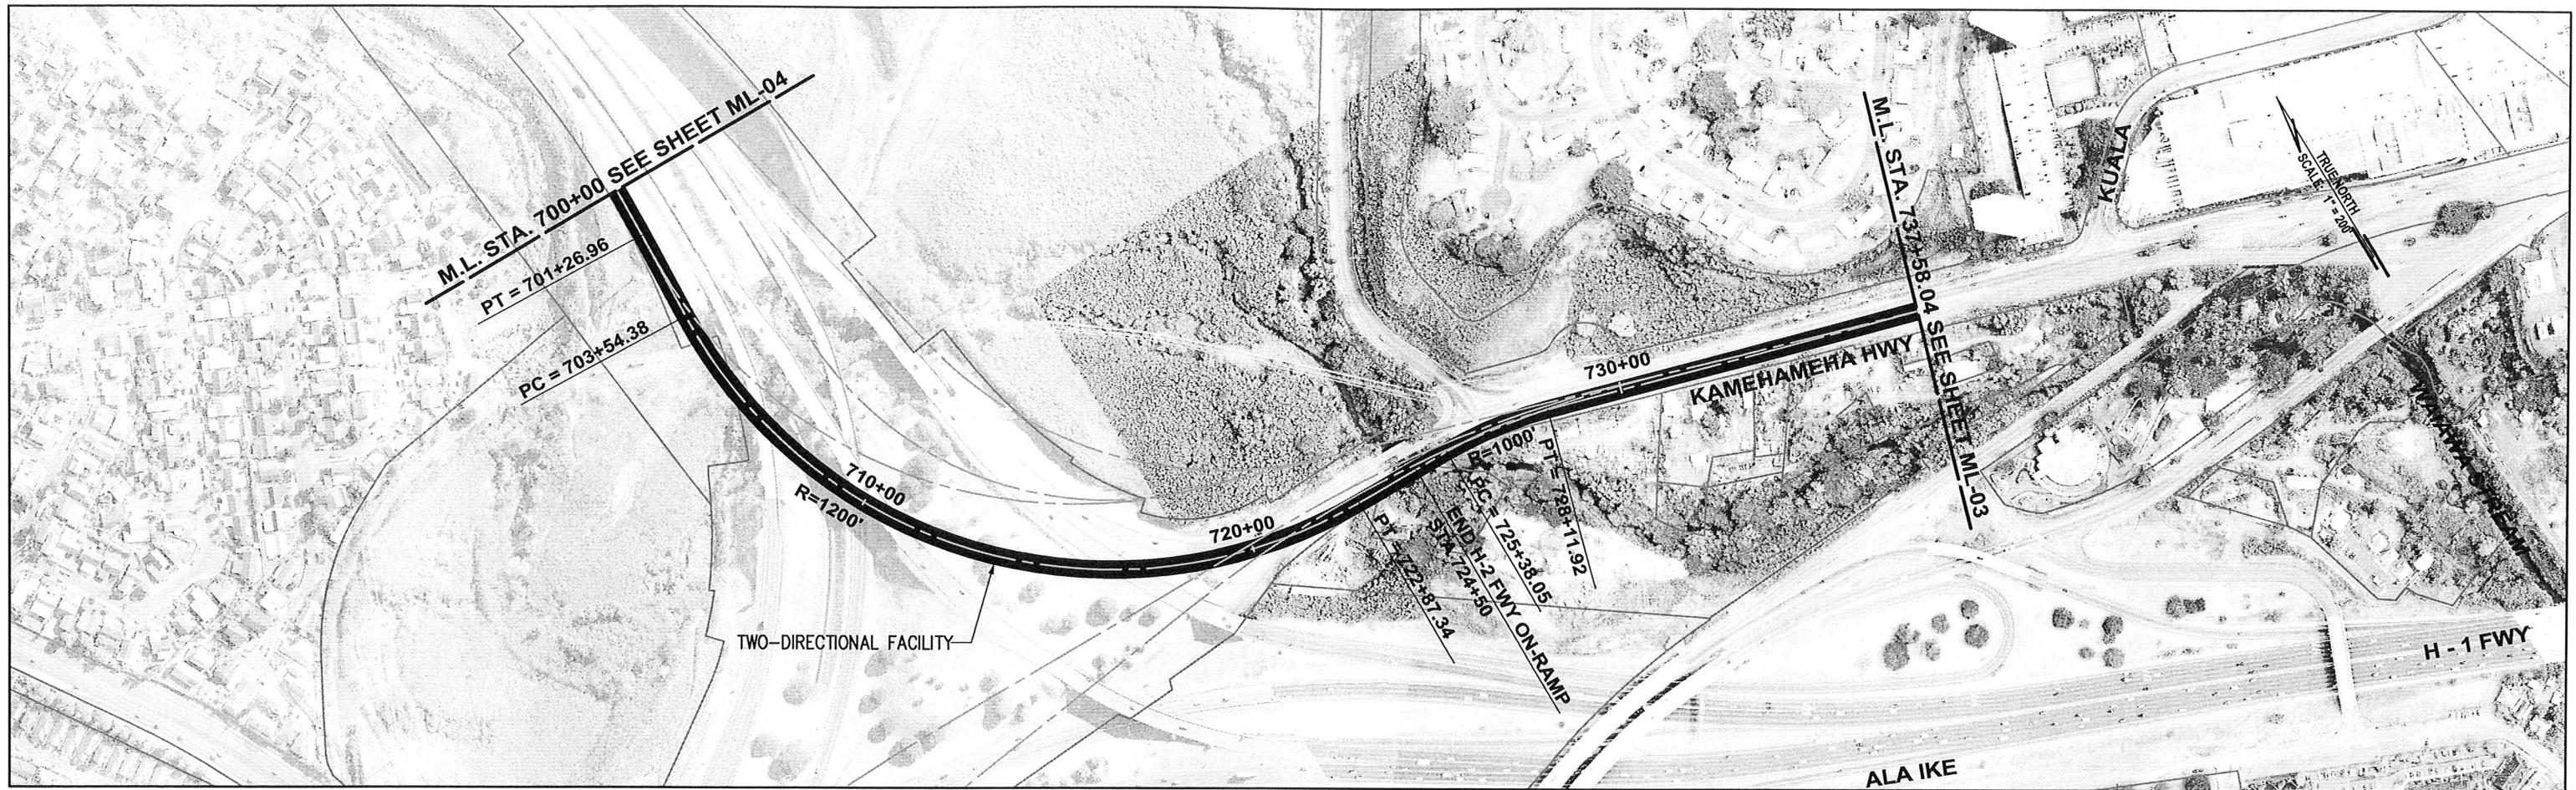 M.L. STA. 700+00 SEE SHEET ML-04
PT = 701+26.96
PC = 703+54.38
710+00
R=1200'
TWO-DIRECTIONAL FACILITY
720+00
PT = 722+87.34
END H-2 FWY ON-RAMP
STA. 724+50
PC = 725+38.05
R=1000'
PT = 728+11.92
730+00
KAMEHAMEHA HWY
M.L. STA. 737+58.04 SEE SHEET ML-03
KUALA
TRUE NORTH
SCALE: 1" = 200'
WAIAWA STREAM
H - 1 FWY
ALA IKE